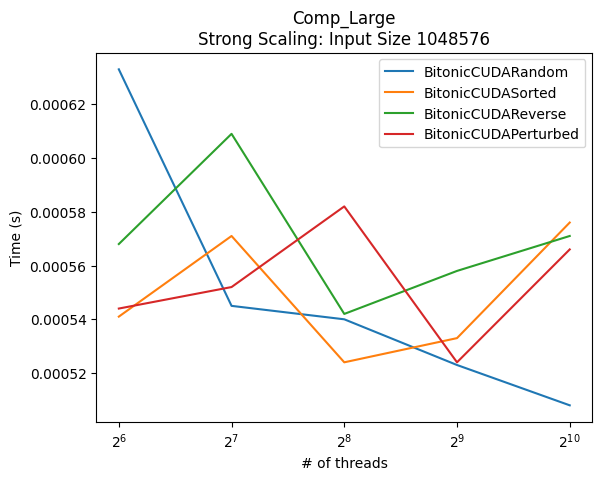 Comp_Large
Strong Scaling: Input Size 1048576
BitonicCUDARandom
BitonicCUDASorted
BitonicCUDAReverse
BitonicCUDAPerturbed
Time (s)
0.00062
0.00060
0.00058
0.00056
0.00054
0.00052
2^6 2^7 2^8 2^9 2^10
# of threads